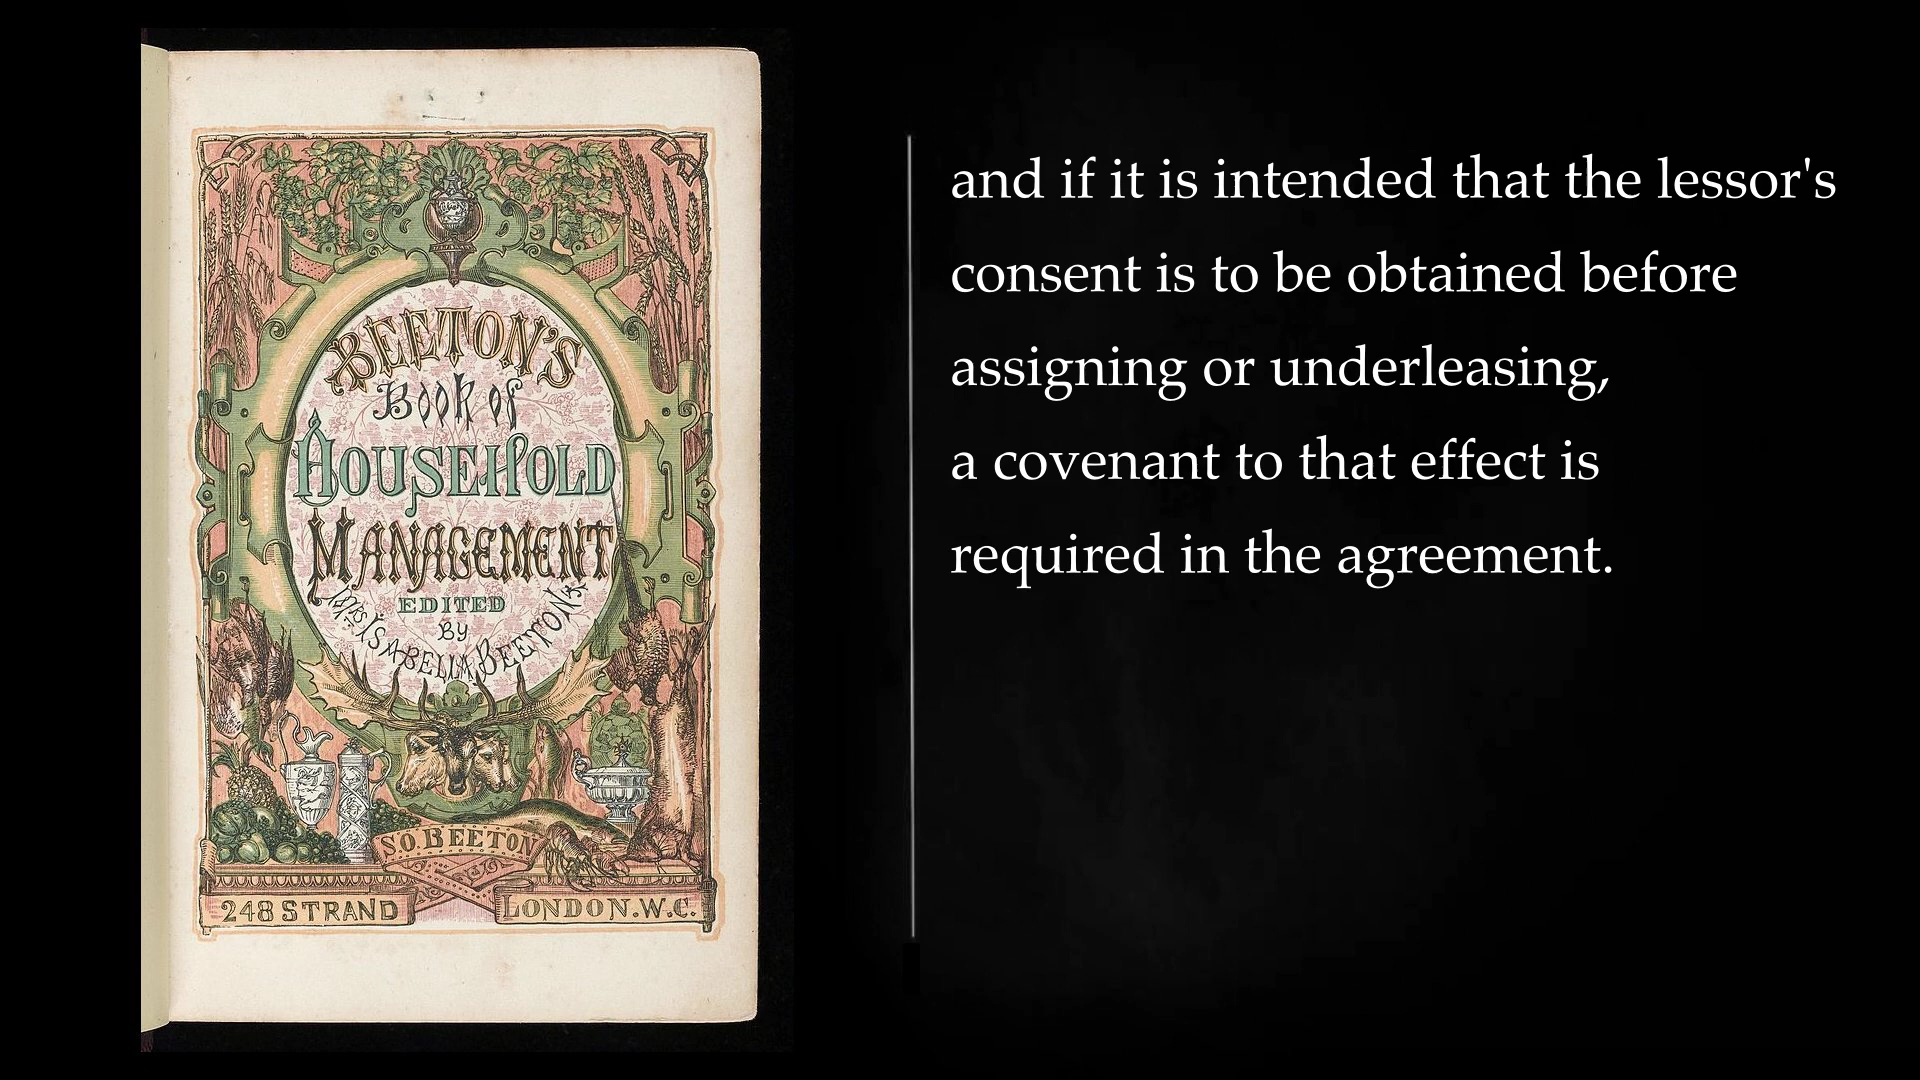 BEETON'S
Book of
HOUSEHOLD
MANAGEMENT
EDITED
BY
MRS ISABELLA BEETON
S.O. BEETON
248 STRAND
LONDON.W.C.
and if it is intended that the lessor's
consent is to be obtained before
assigning or underleasing,
a covenant to that effect is
required in the agreement.